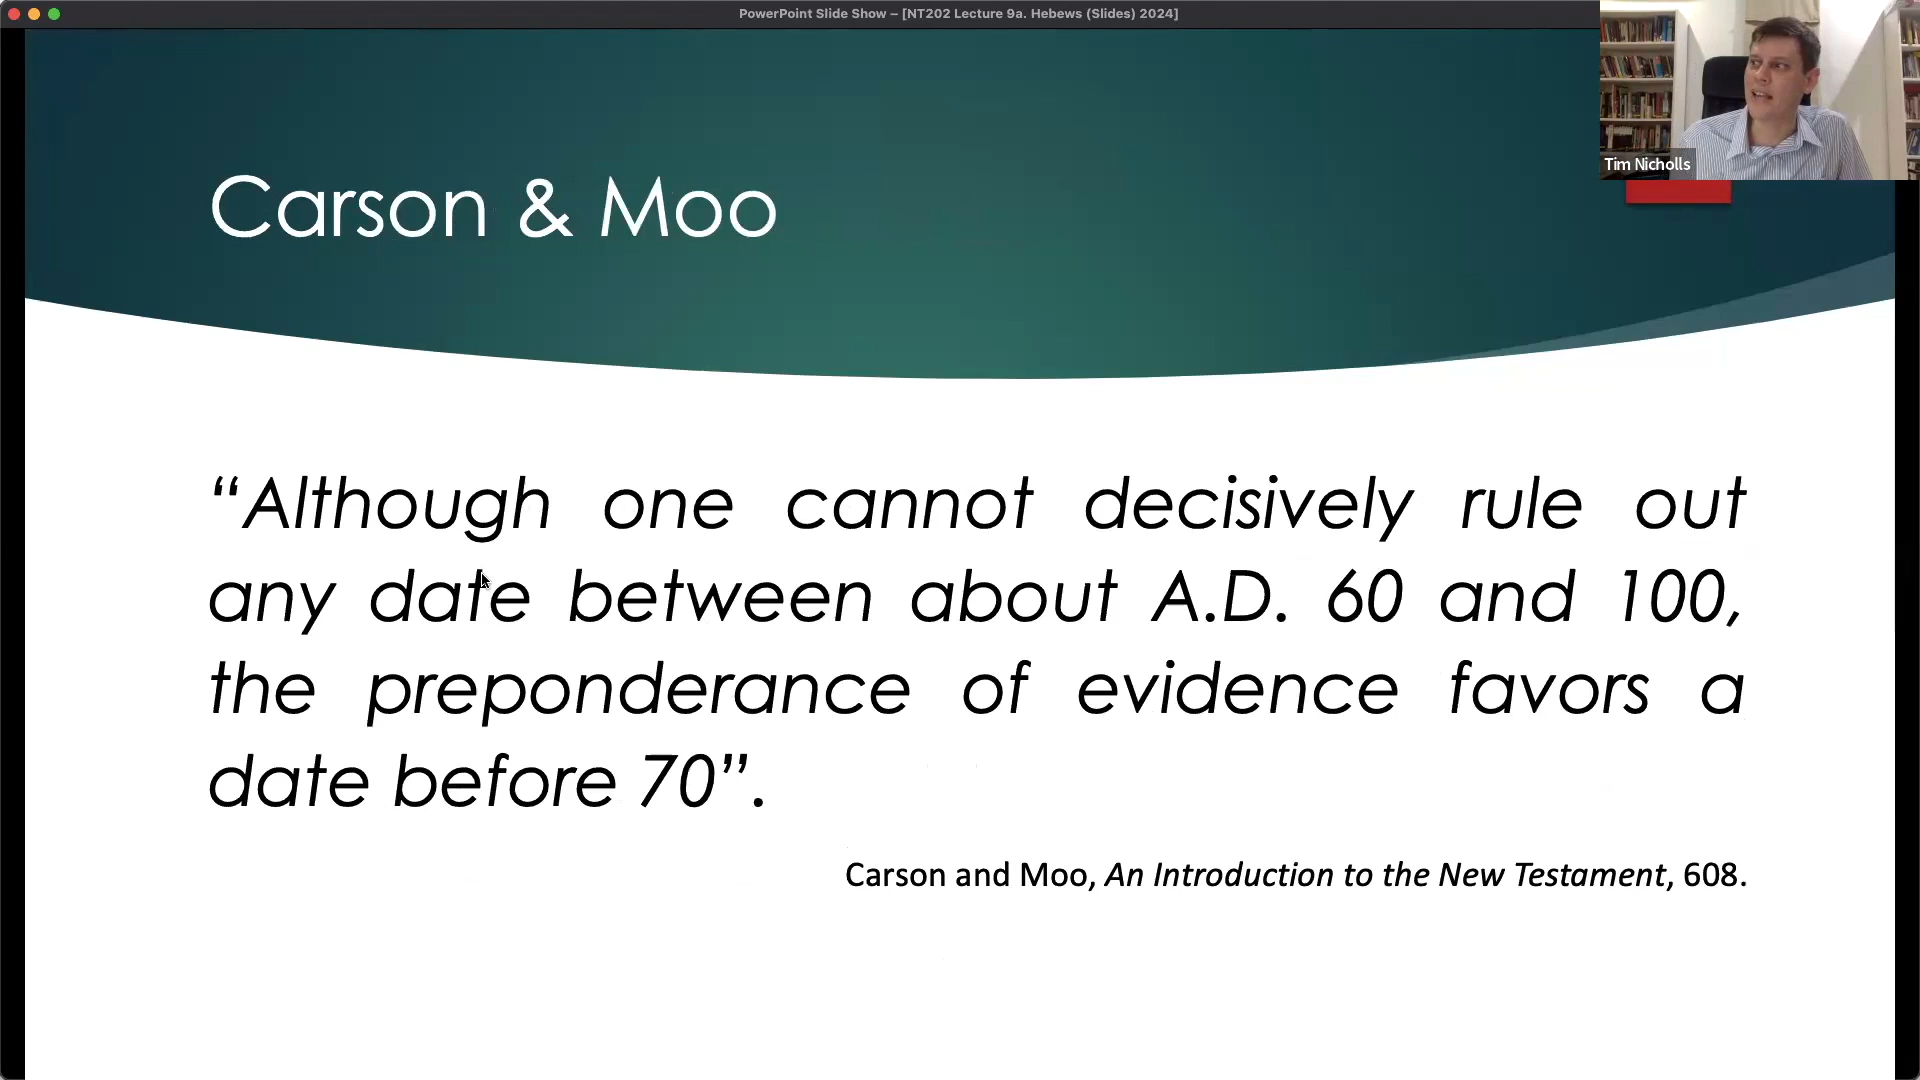 PowerPoint Slide Show – [NT202 Lecture 9a. Hebews (Slides) 2024]
Tim Nicholls
Carson & Moo
“Although one cannot decisively rule out
any date between about A.D. 60 and 100,
the preponderance of evidence favors a
date before 70”.
Carson and Moo, An Introduction to the New Testament, 608.